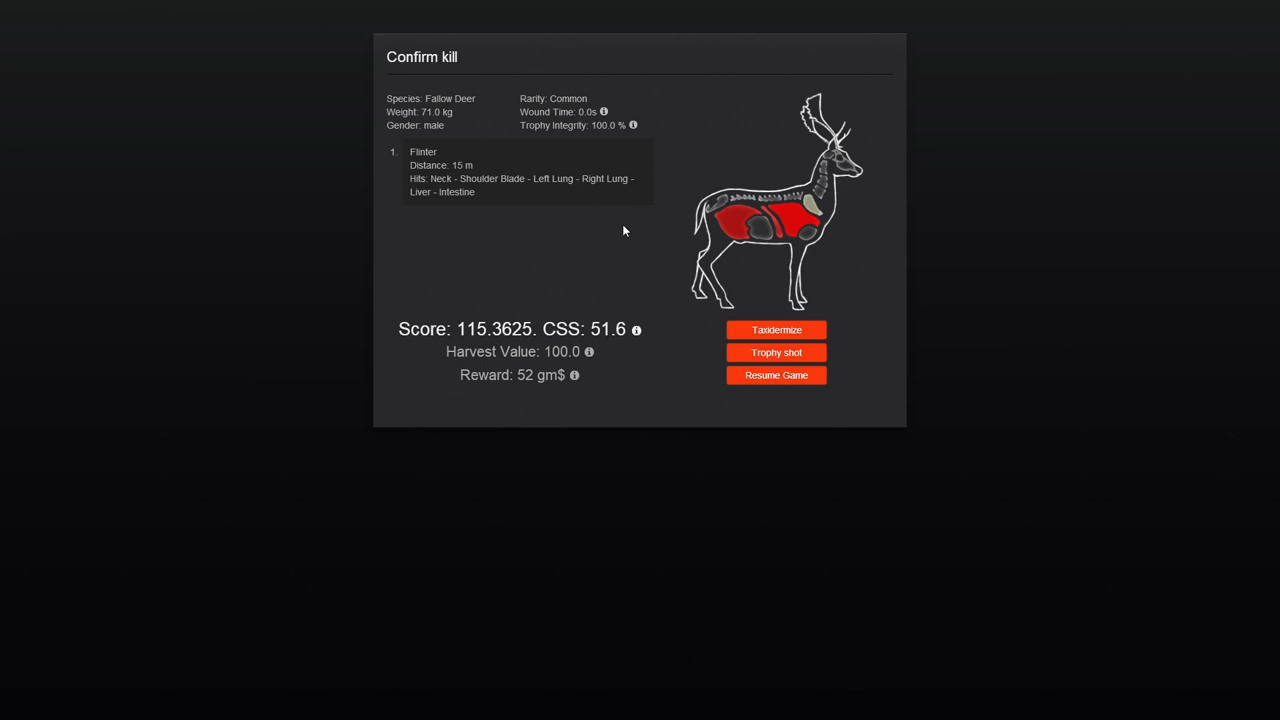 Confirm kill
Species: Fallow Deer
Weight: 71.0 kg
Gender: male
Rarity: Common
Wound Time: 0.0s
Trophy Integrity: 100.0 %
1. Flinter
Distance: 15 m
Hits: Neck - Shoulder Blade - Left Lung - Right Lung -
Liver - Intestine
Score: 115.3625. CSS: 51.6
Harvest Value: 100.0
Reward: 52 gm$
Taxidermize
Trophy shot
Resume Game